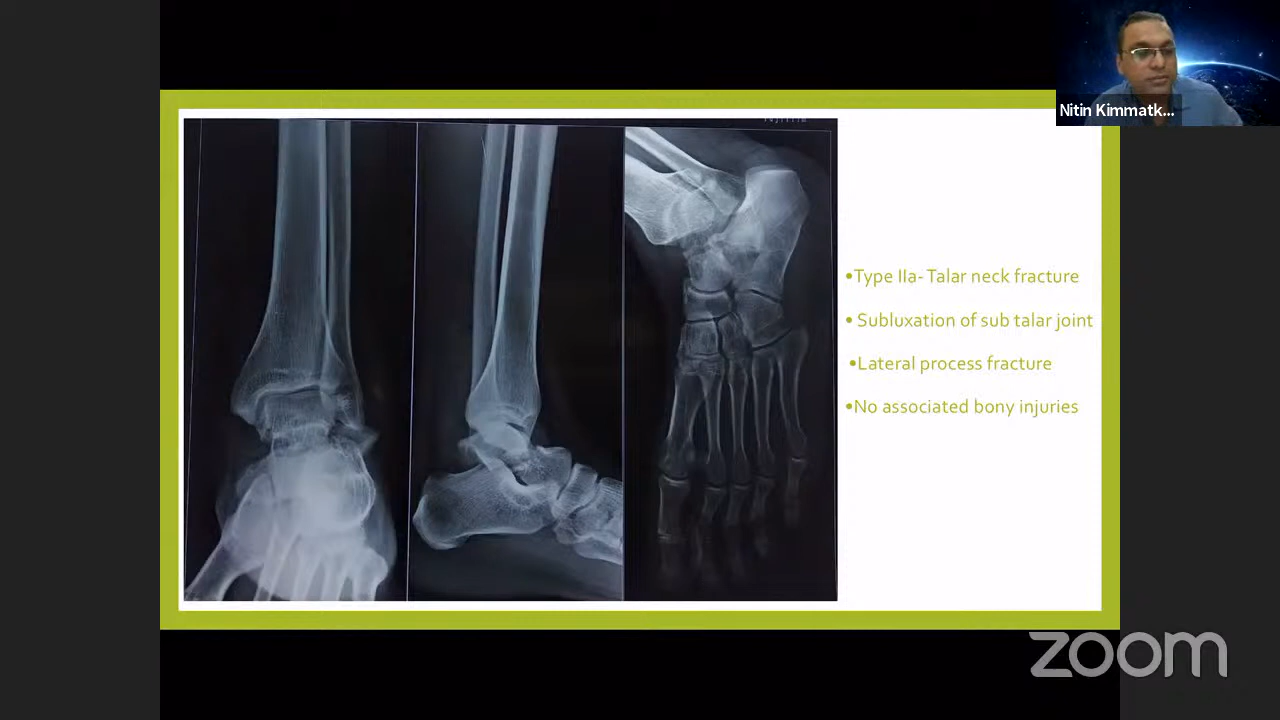 Nitin Kimmatk...
•Type IIa- Talar neck fracture
• Subluxation of sub talar joint
•Lateral process fracture
•No associated bony injuries
zoom